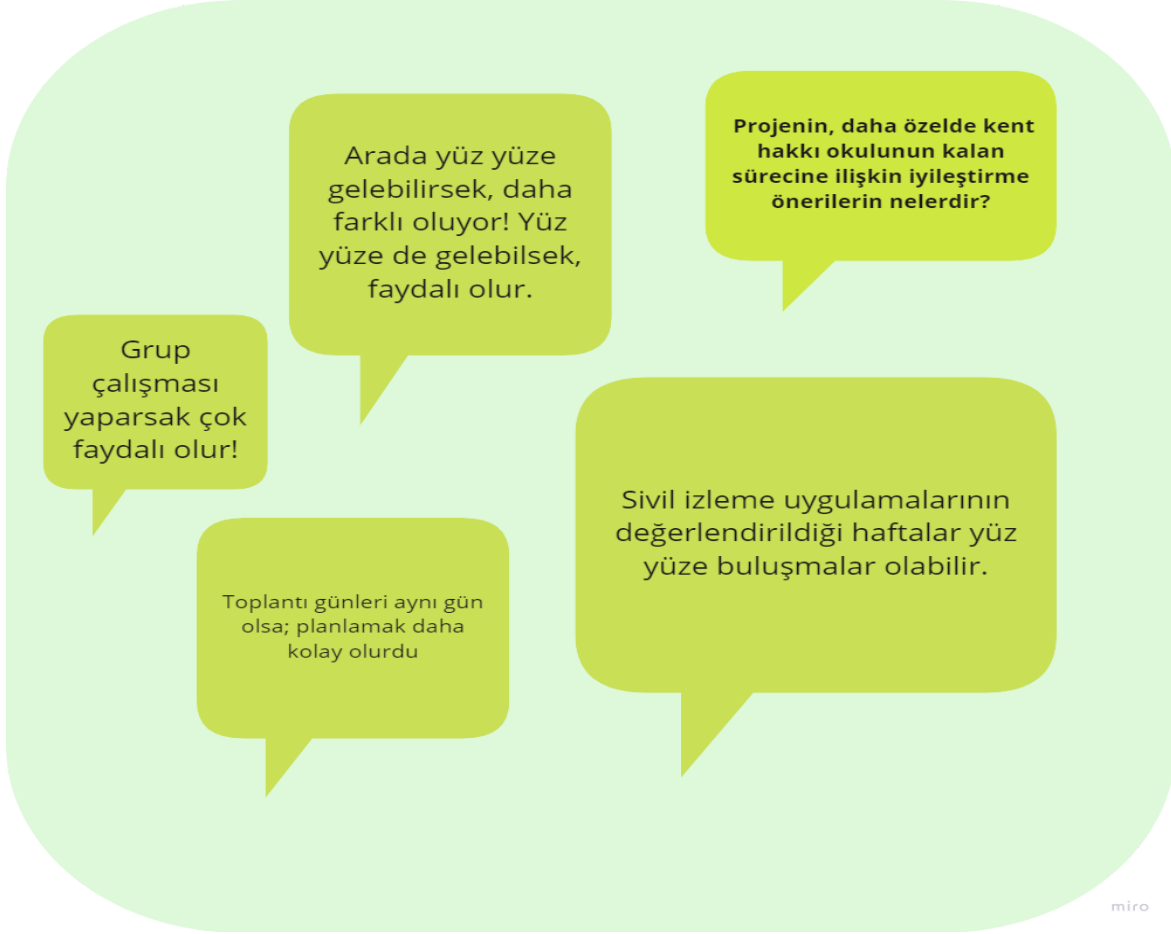 Projenin, daha özelde kent
hakkı okulunun kalan
sürecine ilişkin iyileştirme
önerilerin nelerdir?
Arada yüz yüze
gelebilirsek, daha
farklı oluyor! Yüz
yüze de gelebilsek,
faydalı olur.
Grup
çalışması
yaparsak çok
faydalı olur!
Sivil izleme uygulamalarının
değerlendirildiği haftalar yüz
yüze buluşmalar olabilir.
Toplantı günleri aynı gün
olsa; planlamak daha
kolay olurdu
miro